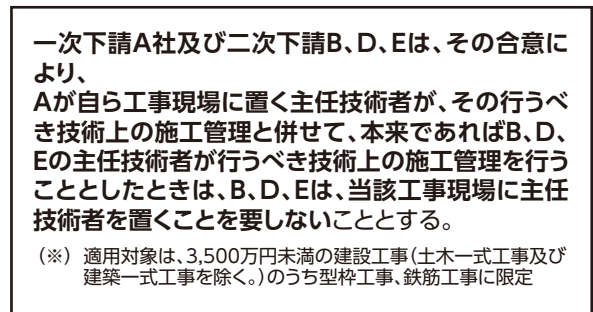 一次下請A社及び二次下請B、D、Eは、その合意に
より、
Aが自ら工事現場に置く主任技術者が、その行うべ
き技術上の施工管理と併せて、本来であればB、D、
Eの主任技術者が行うべき技術上の施工管理を行う
こととしたときは、B、D、Eは、当該工事現場に主任
技術者を置くことを要しないこととする。
（※）適用対象は、3,500万円未満の建設工事（土木一式工事及び
建築一式工事を除く。）のうち型枠工事、鉄筋工事に限定